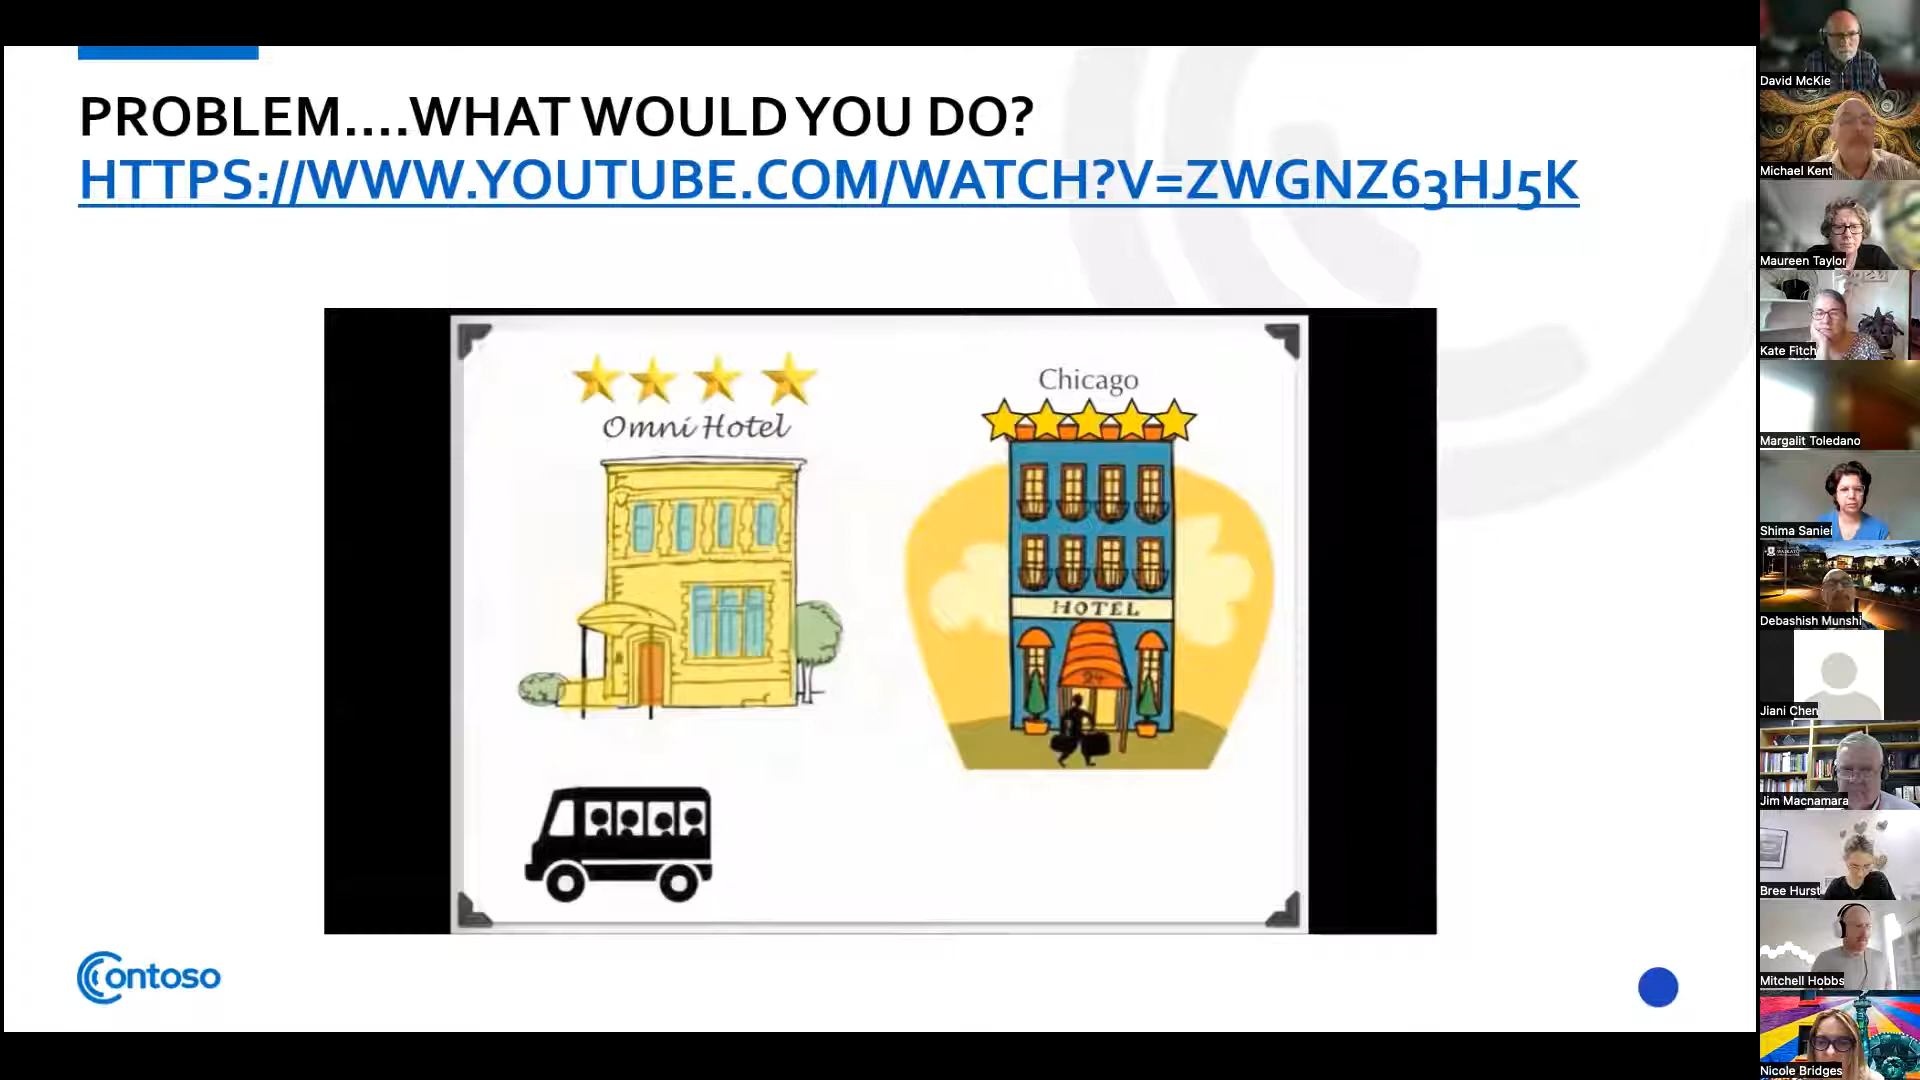 PROBLEM....WHAT WOULD YOU DO?
HTTPS://WWW.YOUTUBE.COM/WATCH?V=ZWGNZ63HJ5K
Omni Hotel
Chicago
HOTEL
24
Contoso
David McKie
Michael Kent
Maureen Taylor
Kate Fitch
Margalit Toledano
Shima Saniei
Debashish Munshi
Jiani Chen
Jim Macnamara
Bree Hurst
Mitchell Hobbs
Nicole Bridges